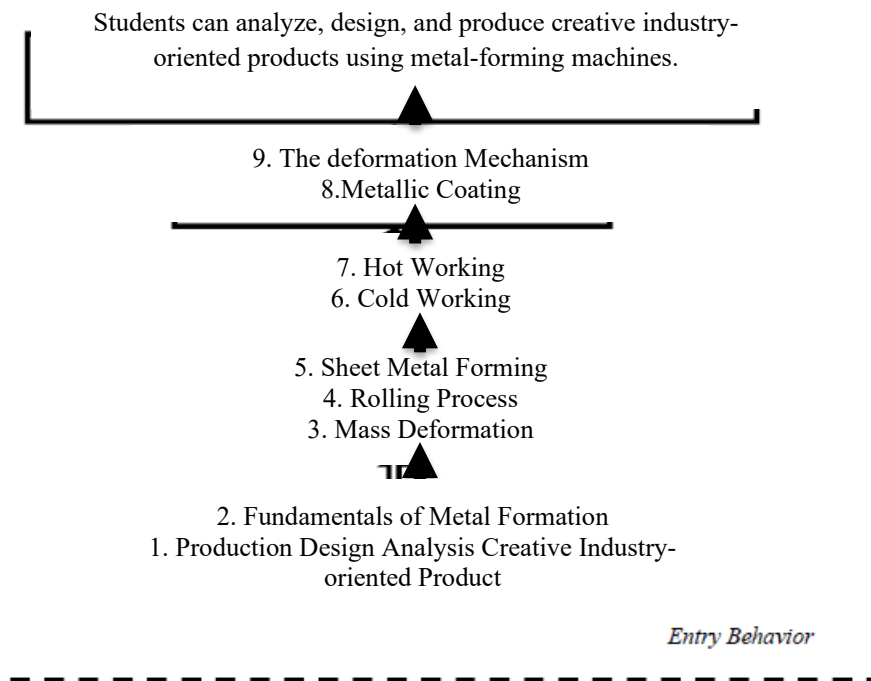 Students can analyze, design, and produce creative industry-
oriented products using metal-forming machines.
9. The deformation Mechanism
8.Metallic Coating
7. Hot Working
6. Cold Working
5. Sheet Metal Forming
4. Rolling Process
3. Mass Deformation
2. Fundamentals of Metal Formation
1. Production Design Analysis Creative Industry-
oriented Product
Entry Behavior